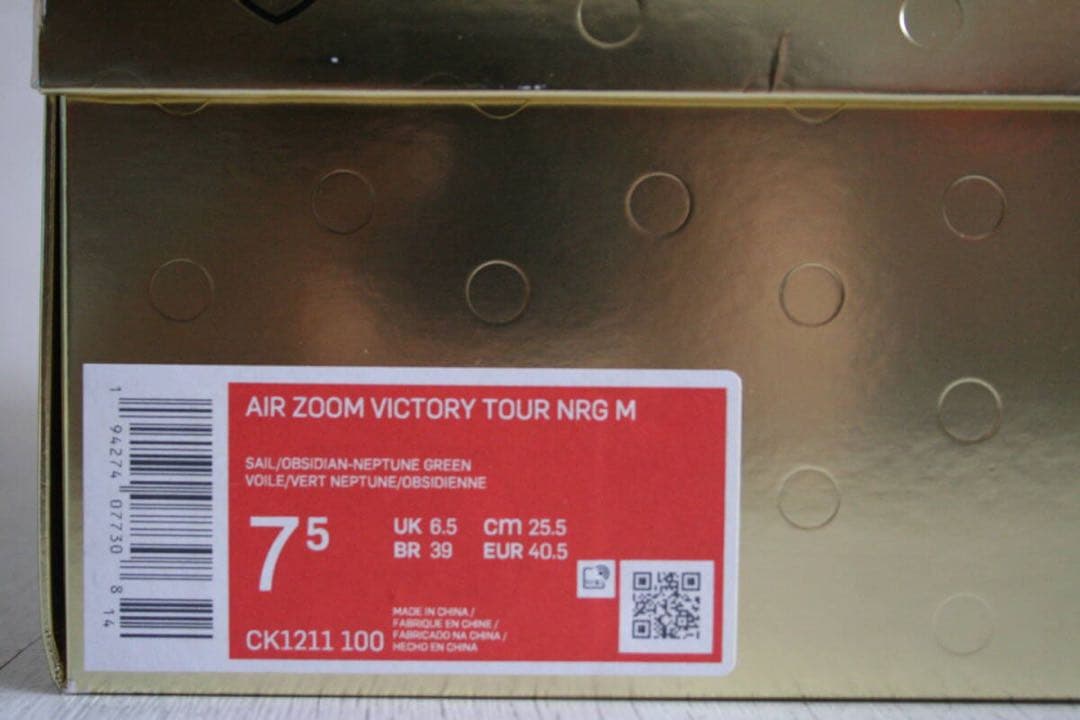 AIR ZOOM VICTORY TOUR NRG M
SAIL/OBSIDIAN-NEPTUNE GREEN
VOILE/VERT NEPTUNE/OBSIDIENNE
7 5
UK 6.5 cm 25.5
BR 39 EUR 40.5
CK1211 100
MADE IN CHINA /
FABRIQUE EN CHINE /
FABRICADO NA CHINA /
HECHO EN CHINA
1 94274 07730 8 14